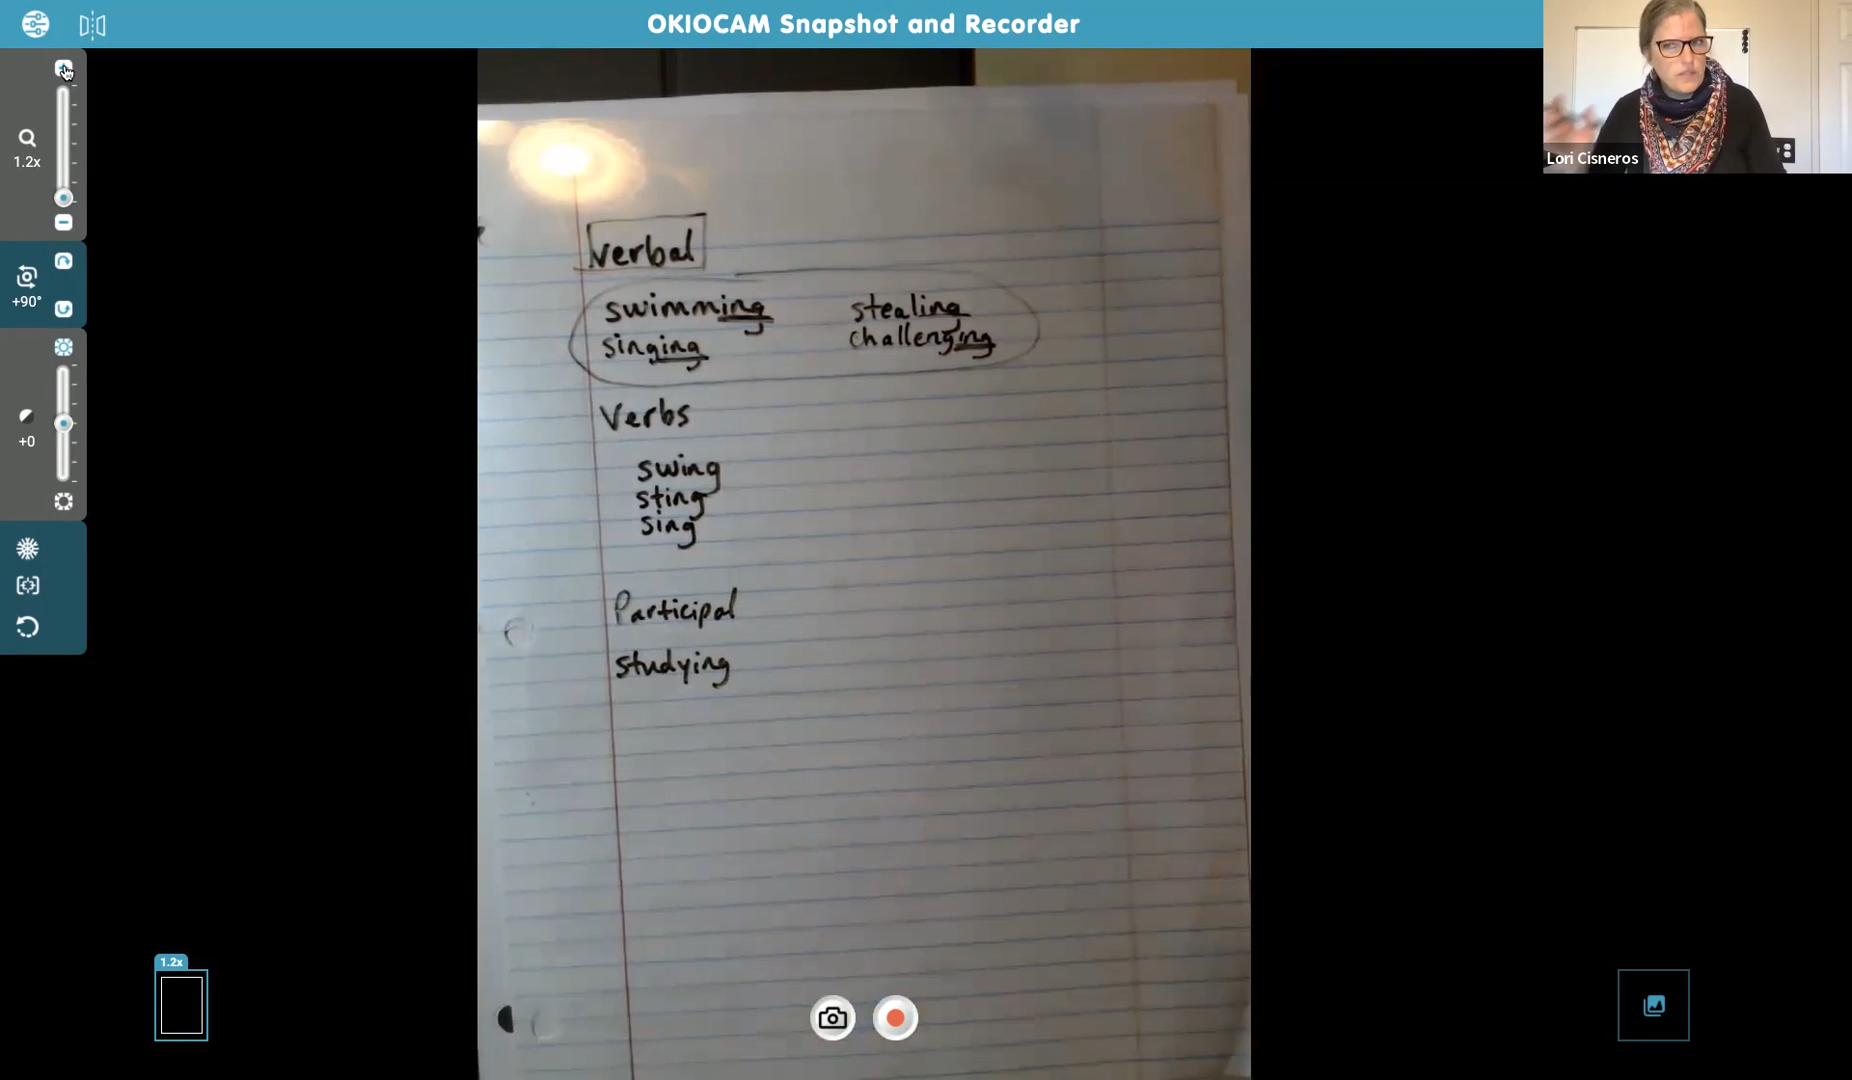 OKIOCAM Snapshot and Recorder
1.2x
+90°
+0
Lori Cisneros
verbal
swimming stealing
singing challenging
Verbs
swing
sting
sing
Participal
studying
1.2x